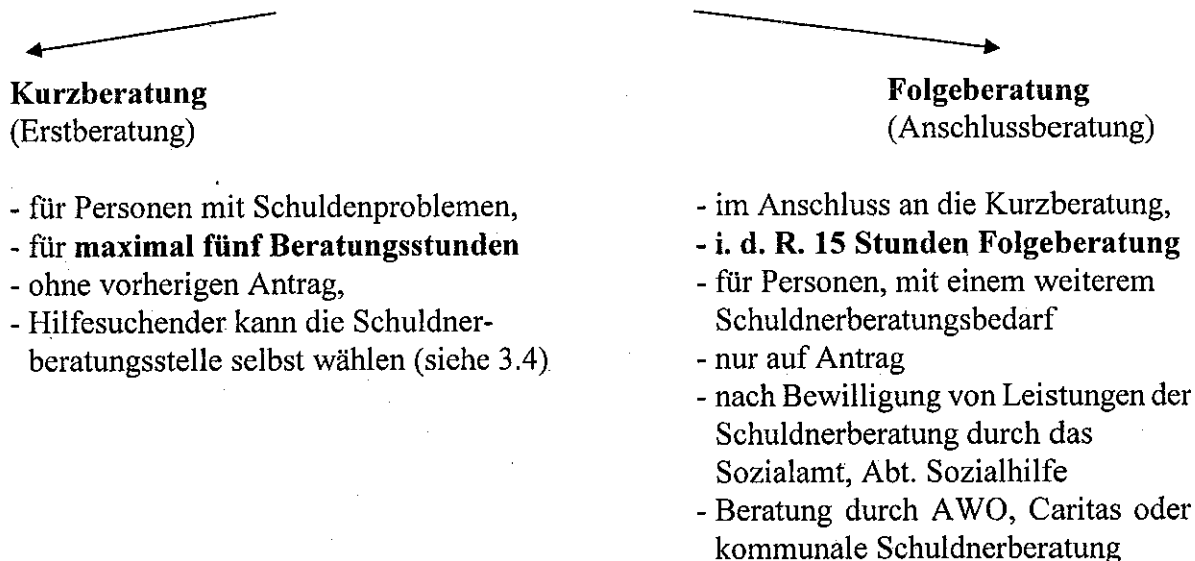 Kurzberatung
(Erstberatung)
- für Personen mit Schuldenproblemen,
- für maximal fünf Beratungsstunden
- ohne vorherigen Antrag,
- Hilfesuchender kann die Schuldner-
beratungsstelle selbst wählen (siehe 3.4)
Folgeberatung
(Anschlussberatung)
- im Anschluss an die Kurzberatung,
- i. d. R. 15 Stunden Folgeberatung
- für Personen, mit einem weiterem
Schuldnerberatungsbedarf
- nur auf Antrag
- nach Bewilligung von Leistungen der
Schuldnerberatung durch das
Sozialamt, Abt. Sozialhilfe
- Beratung durch AWO, Caritas oder
kommunale Schuldnerberatung